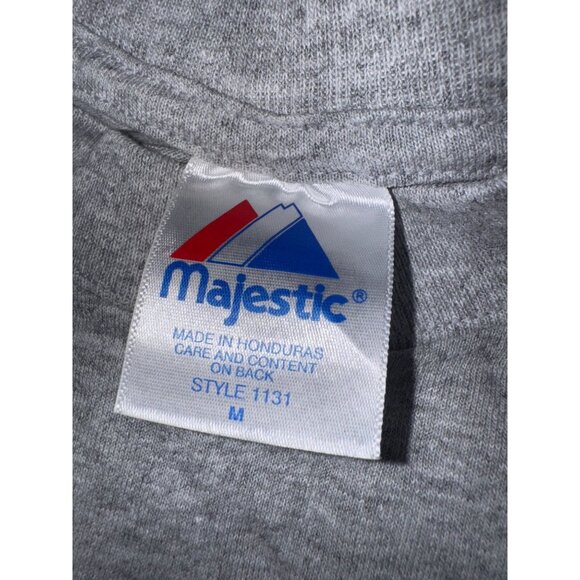 Majestic®
MADE IN HONDURAS
CARE AND CONTENT
ON BACK
STYLE 1131
M